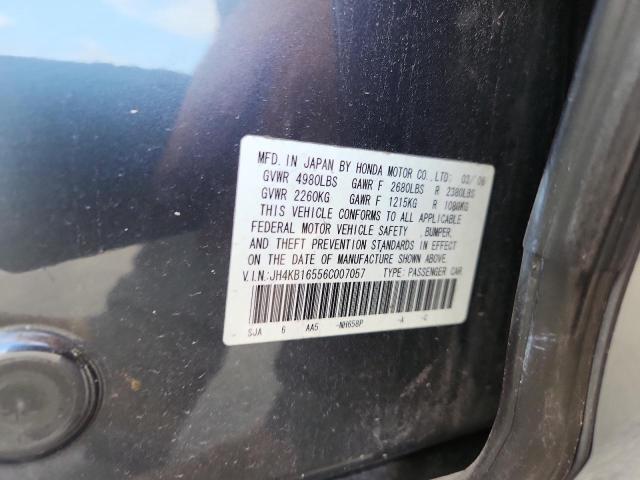 MFD. IN JAPAN BY HONDA MOTOR CO., LTD: 03/06
GVWR 4980LBS GAWR F 2680LBS R 2380LBS
GVWR 2260KG GAWR F 1215KG R 1080KG
THIS VEHICLE CONFORMS TO ALL APPLICABLE
FEDERAL MOTOR VEHICLE SAFETY , BUMPER,
AND THEFT PREVENTION STANDARDS IN EFFECT
ON THE DATE OF MANUFACTURE SHOWN ABOVE.
V.I.N:JH4KB16556C007057 TYPE: PASSENGER CAR
SJA 6 AA5 -NH658P -A -C